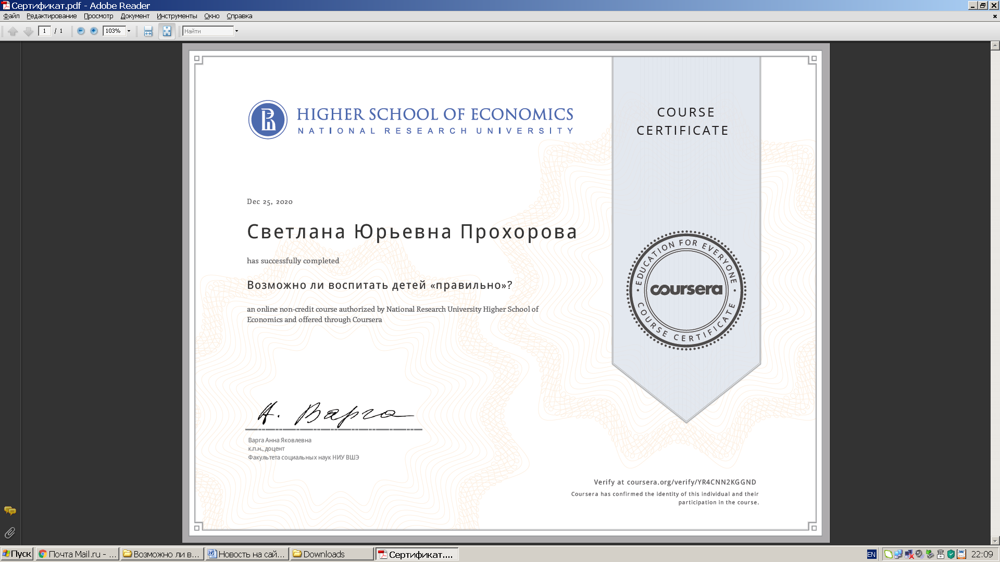 Сертификат.pdf - Adobe Reader
Файл Редактирование Просмотр Документ Инструменты Окно Справка
1 / 1 103% Найти
HIGHER SCHOOL OF ECONOMICS
NATIONAL RESEARCH UNIVERSITY
COURSE
CERTIFICATE
Dec 25, 2020
Светлана Юрьевна Прохорова
has successfully completed
Возможно ли воспитать детей «правильно»?
an online non-credit course authorized by National Research University Higher School of
Economics and offered through Coursera
EDUCATION FOR EVERYONE
coursera
COURSE CERTIFICATE
А. Варга
Варга Анна Яковлевна
к.п.н., доцент
Факультета социальных наук НИУ ВШЭ
Verify at coursera.org/verify/YR4CNN2KGGND
Coursera has confirmed the identity of this individual and their
participation in the course.
Пуск Почта Mail.ru - ... Возможно ли в... Новость на сай... Downloads Сертификат.... EN 22:09